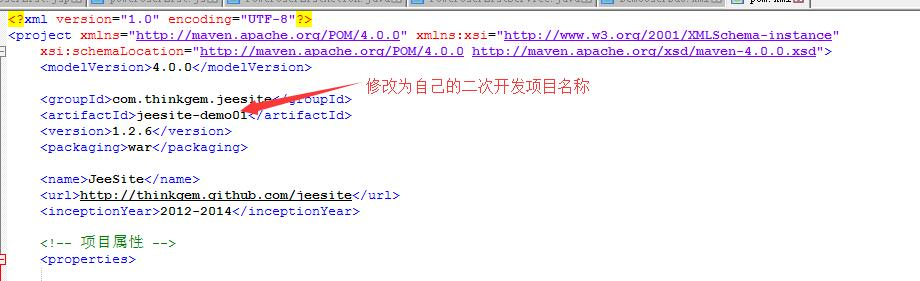 <?xml version="1.0" encoding="UTF-8"?>
<project xmlns="http://maven.apache.org/POM/4.0.0" xmlns:xsi="http://www.w3.org/2001/XMLSchema-instance"
xsi:schemaLocation="http://maven.apache.org/POM/4.0.0 http://maven.apache.org/xsd/maven-4.0.0.xsd">
<modelVersion>4.0.0</modelVersion>
修改为自己的二次开发项目名称
<groupId>com.thinkgem.jeesite</groupId>
<artifactId>jeesite-demo01</artifactId>
<version>1.2.6</version>
<packaging>war</packaging>
<name>JeeSite</name>
<url>http://thinkgem.github.com/jeesite</url>
<inceptionYear>2012-2014</inceptionYear>
<!-- 项目属性 -->
<properties>